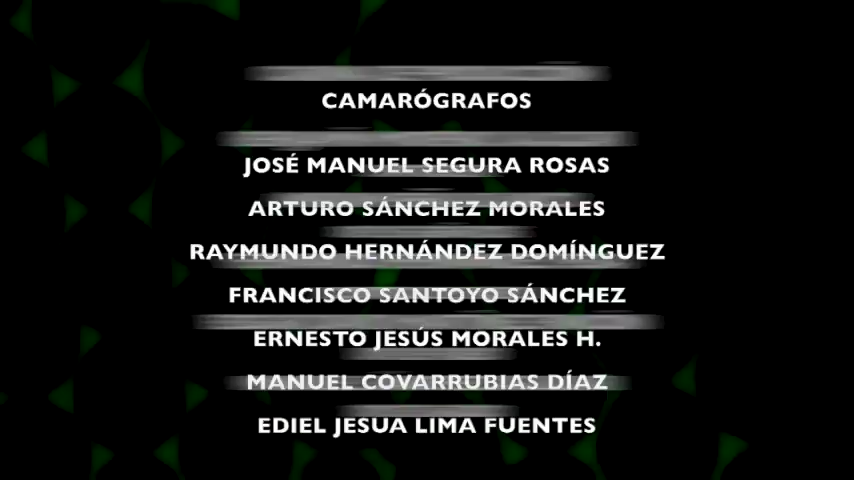 CAMARÓGRAFOS
JOSÉ MANUEL SEGURA ROSAS
ARTURO SÁNCHEZ MORALES
RAYMUNDO HERNÁNDEZ DOMÍNGUEZ
FRANCISCO SANTOYO SÁNCHEZ
ERNESTO JESÚS MORALES H.
MANUEL COVARRUBIAS DÍAZ
EDIEL JESUA LIMA FUENTES